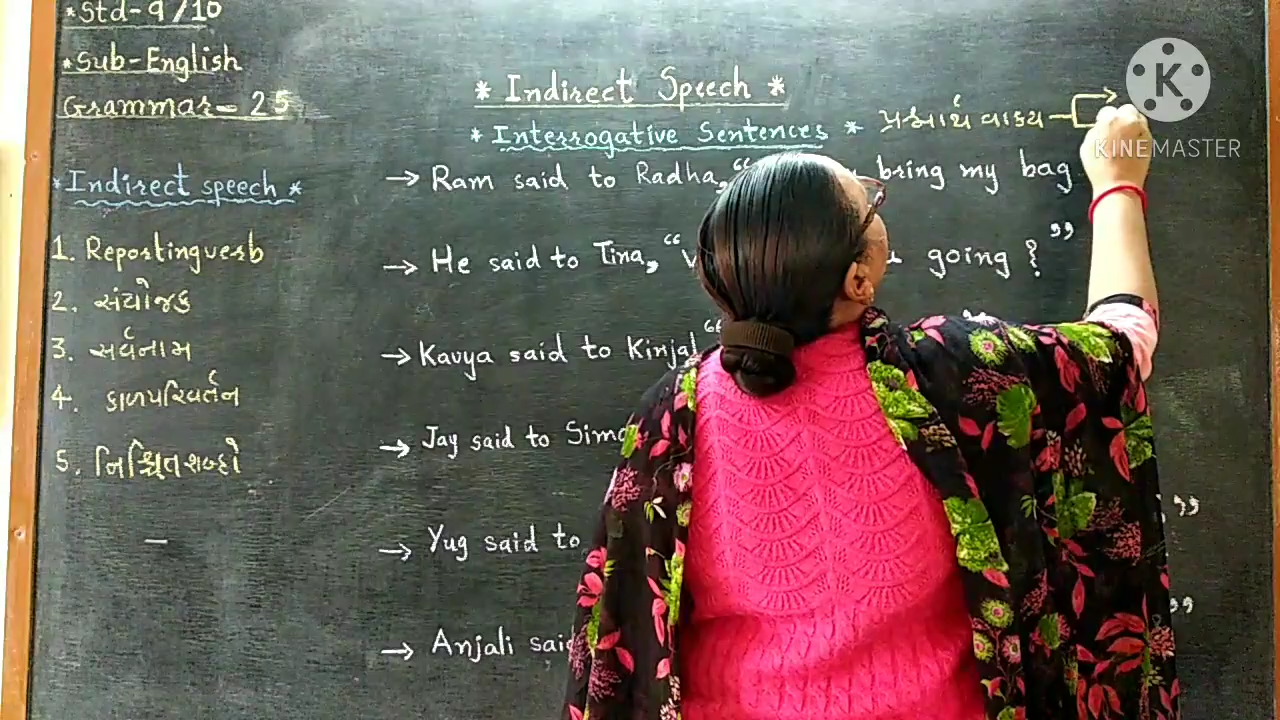 *Std-9/10
*Sub-English
Grammar-25
* Indirect Speech *
* Interrogative Sentences * પ્રશ્નાર્થ વાક્ય
K
KINEMASTER
*Indirect speech*
1. Reporting verb
2. સંયોજક
3. સર્વનામ
4. કાળપરિવર્તન
5. નિશ્ચિતશબ્દો
→ Ram said to Radha, “ bring my bag
→ He said to Tina, “ going ?”
→ Kavya said to Kinjal “
→ Jay said to
→ Yug said to ”
→ Anjali said ”